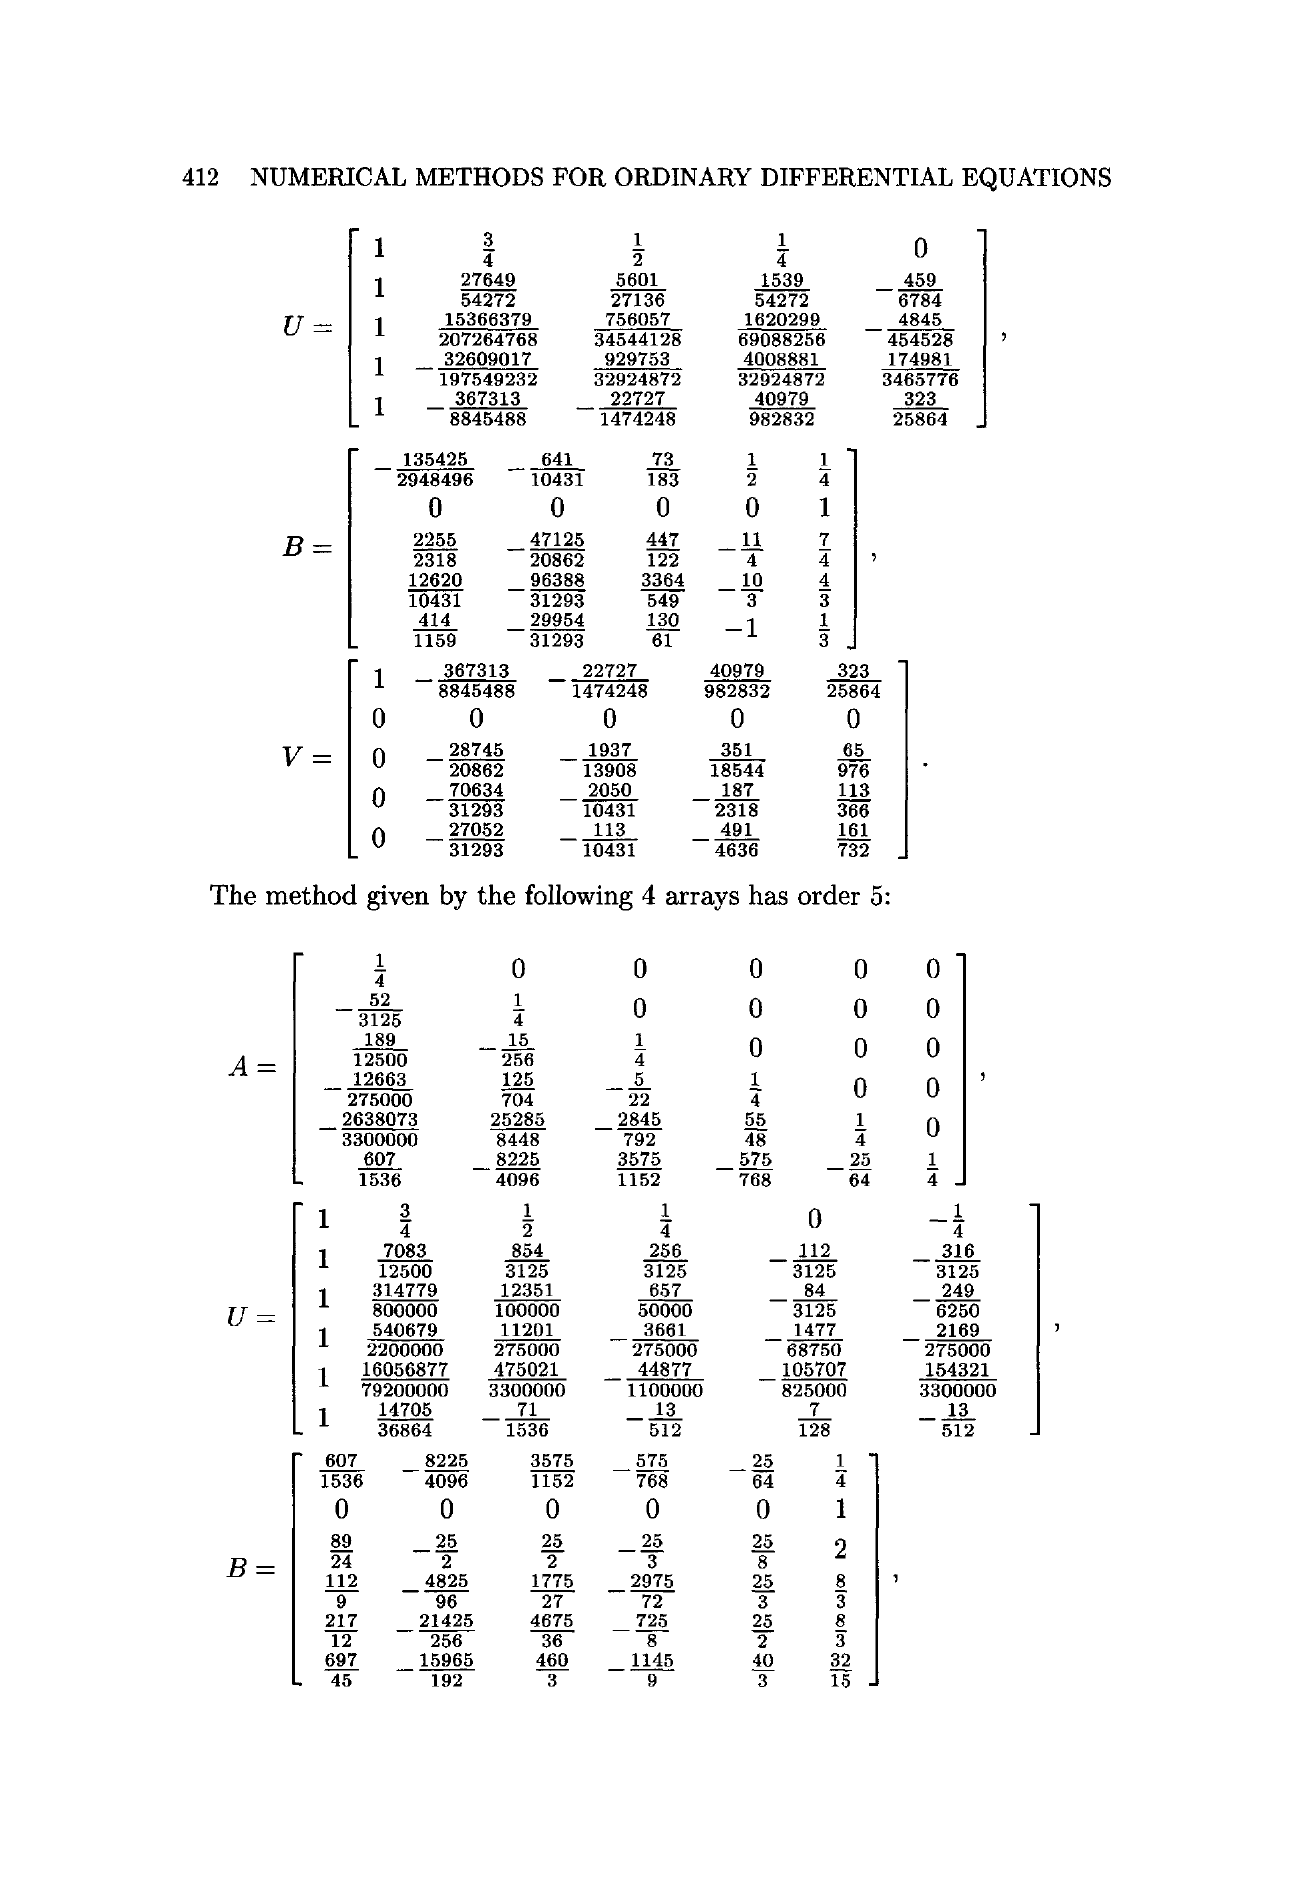 412 NUMERICAL METHODS FOR ORDINARY DIFFERENTIAL EQUATIONS
U = [ 1 3/4 1/2 1/4 0
1 27649/54272 5601/27136 1539/54272 −459/6784
1 15366379/207264768 756057/34544128 1620299/69088256 −4845/454528
1 −32609017/197549232 929753/32924872 4008881/32924872 174981/3465776
1 −367313/8845488 −22727/1474248 40979/982832 323/25864 ],
B = [ −135425/2948496 −641/10431 73/183 1/2 1/4
0 0 0 0 1
2255/2318 −47125/20862 447/122 −11/4 7/4
12620/10431 −96388/31293 3364/549 −10/3 4/3
414/1159 −29954/31293 130/61 −1 1/3 ],
V = [ 1 −367313/8845488 −22727/1474248 40979/982832 323/25864
0 0 0 0 0
0 −28745/20862 −1937/13908 351/18544 65/976
0 −70634/31293 −2050/10431 −187/2318 113/366
0 −27052/31293 −113/10431 −491/4636 161/732 ].
The method given by the following 4 arrays has order 5:
A = [ 1/4 0 0 0 0 0
−52/3125 1/4 0 0 0 0
189/12500 −15/256 1/4 0 0 0
−12663/275000 125/704 −5/22 1/4 0 0
−2638073/3300000 25285/8448 −2845/792 55/48 1/4 0
607/1536 −8225/4096 3575/1152 −575/768 −25/64 1/4 ],
U = [ 1 3/4 1/2 1/4 0 −1/4
1 7083/12500 854/3125 256/3125 −112/3125 −316/3125
1 314779/800000 12351/100000 657/50000 −84/3125 −249/6250
1 540679/2200000 11201/275000 −3661/275000 −1477/68750 −2169/275000
1 16056877/79200000 475021/3300000 −44877/1100000 −105707/825000 154321/3300000
1 14705/36864 −71/1536 −13/512 7/128 −13/512 ],
B = [ 607/1536 −8225/4096 3575/1152 −575/768 −25/64 1/4
0 0 0 0 0 1
89/24 −25/2 25/2 −25/3 25/8 2
112/9 −4825/96 1775/27 −2975/72 25/3 8/3
217/12 −21425/256 4675/36 −725/8 25/2 8/3
697/45 −15965/192 460/3 −1145/9 40/3 32/15 ],